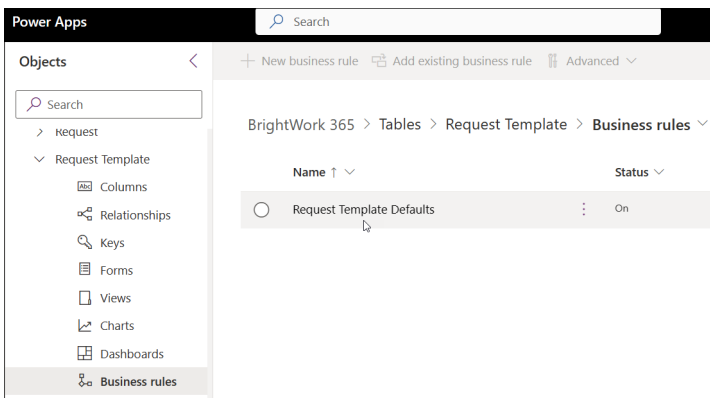 Power Apps
Search
Objects
New business rule Add existing business rule Advanced
Search
Request
Request Template
Abc Columns
Relationships
Keys
Forms
Views
Charts
Dashboards
Business rules
BrightWork 365 > Tables > Request Template > Business rules
Name ↑ Status
Request Template Defaults On